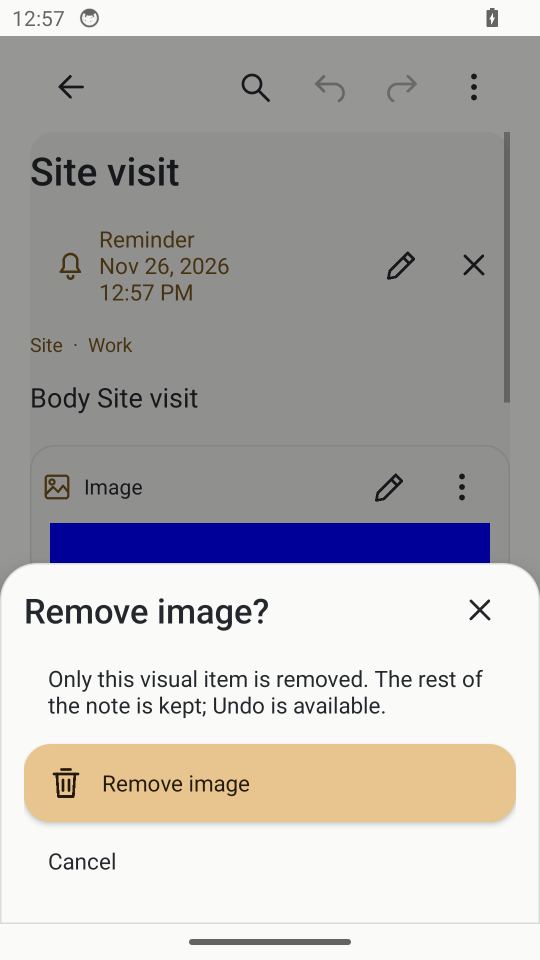 12:57
Site visit
Reminder
Nov 26, 2026
12:57 PM
Site · Work
Body Site visit
Image
Remove image?
Only this visual item is removed. The rest of
the note is kept; Undo is available.
Remove image
Cancel